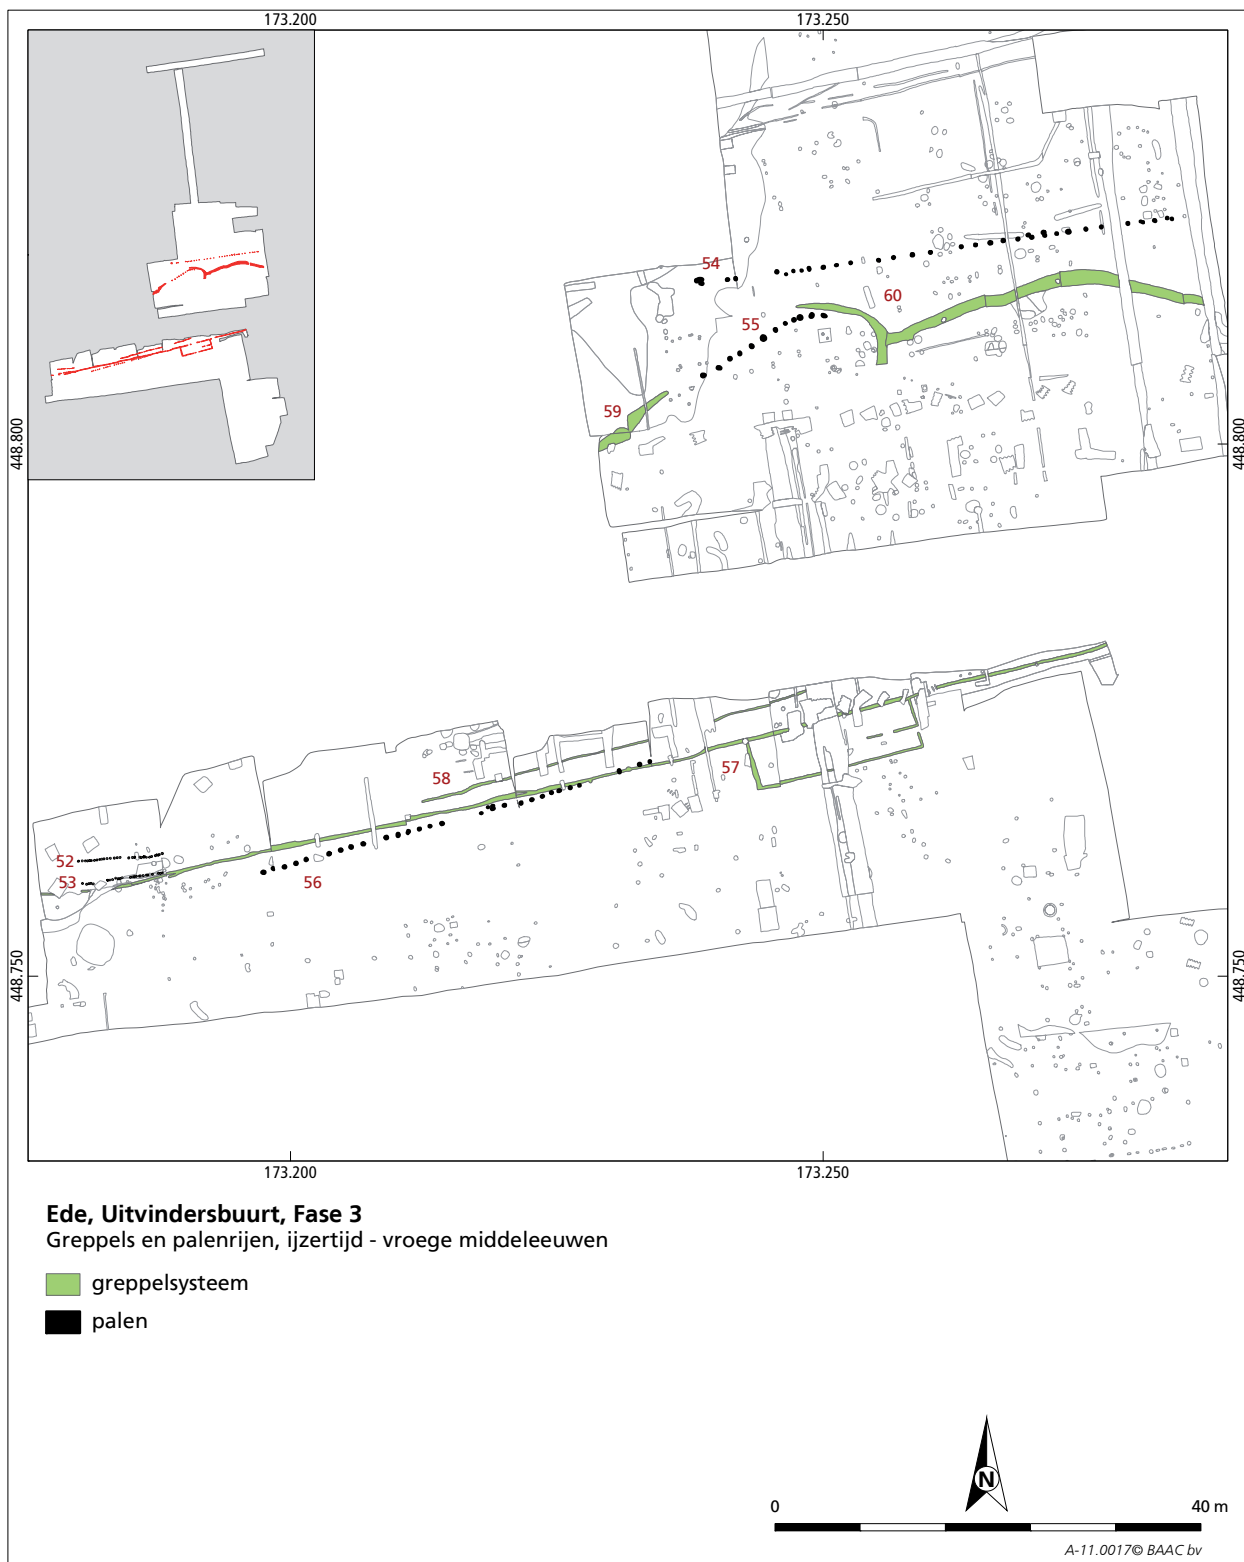 173.200
173.250
54
60
55
59
448.800
448.800
57
58
52
53
56
448.750
448.750
173.200
173.250
Ede, Uitvindersbuurt, Fase 3
Greppels en palenrijen, ijzertijd - vroege middeleeuwen
greppelsysteem
palen
N
0
40 m
A-11.0017© BAAC bv